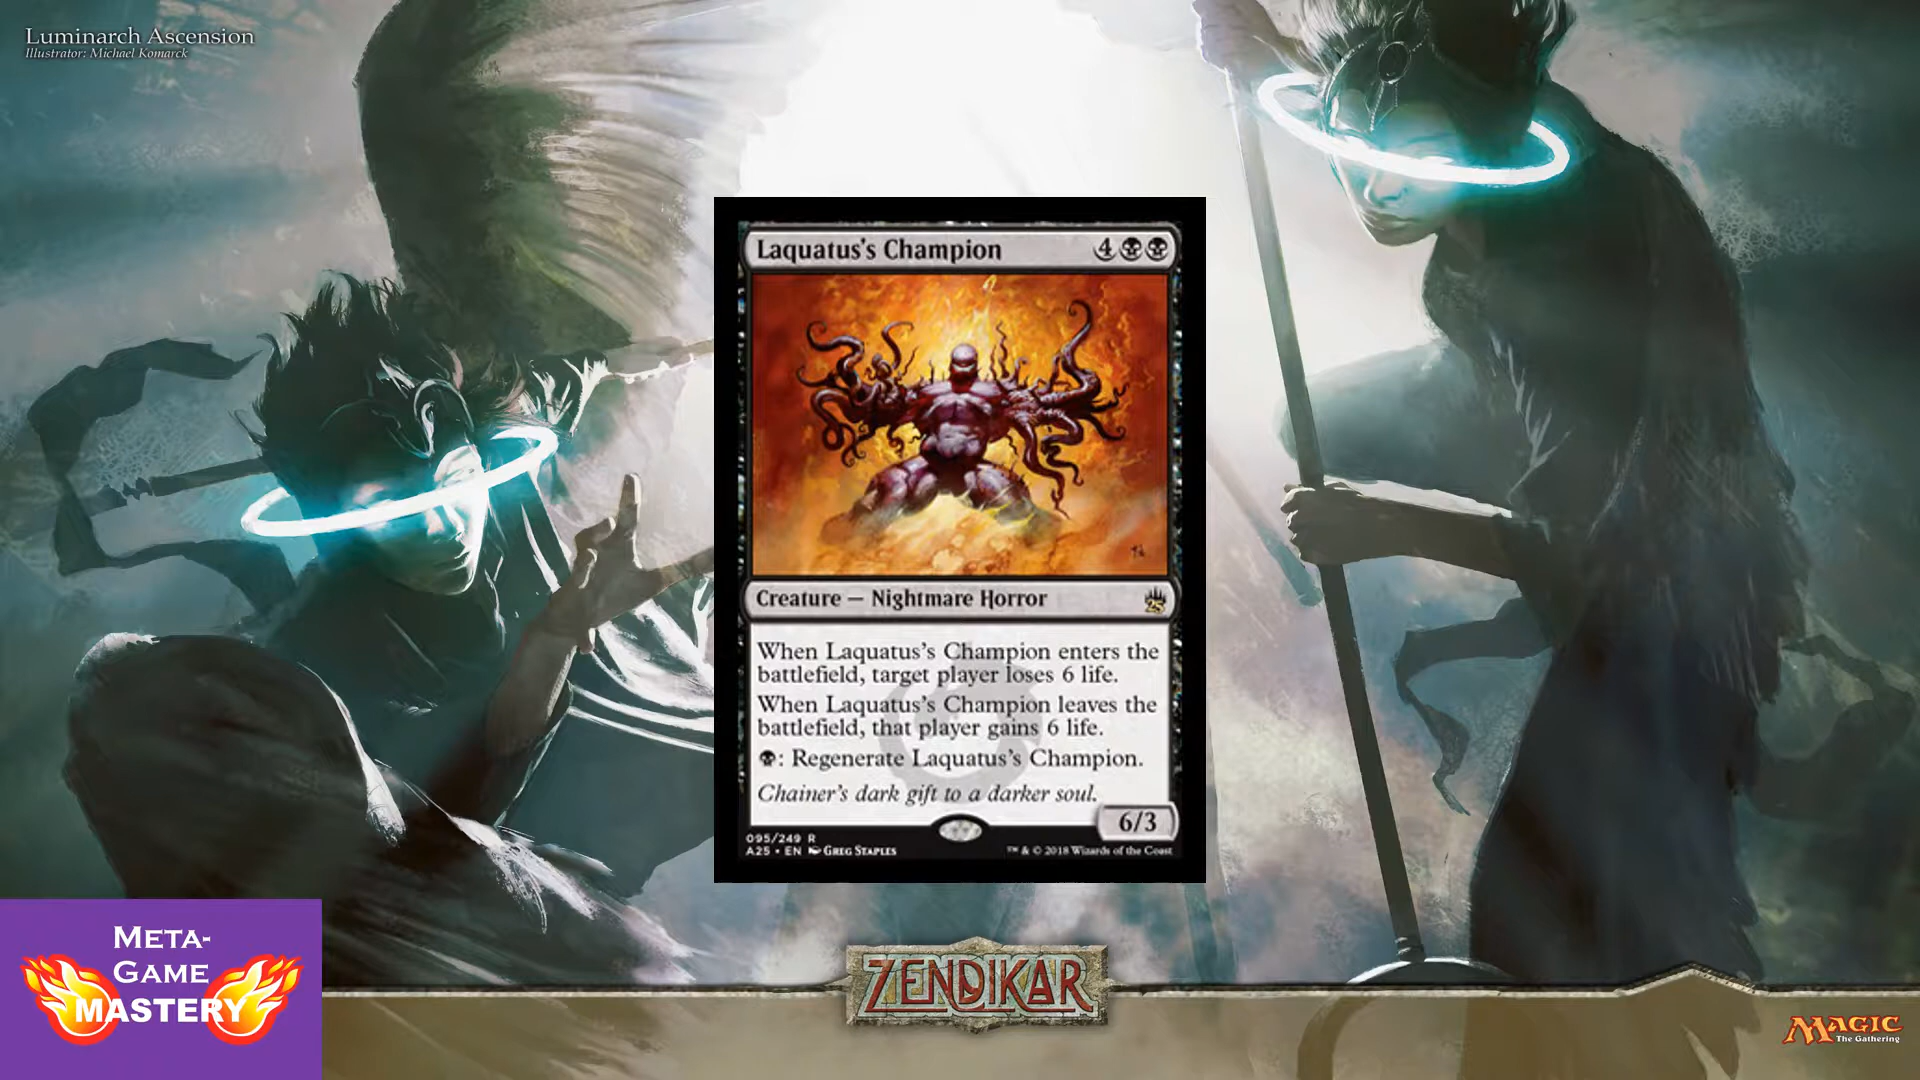 Luminarch Ascension
Illustrator: Michael Komarck
Laquatus's Champion 4
Creature — Nightmare Horror
25
When Laquatus's Champion enters the
battlefield, target player loses 6 life.
When Laquatus's Champion leaves the
battlefield, that player gains 6 life.
: Regenerate Laquatus's Champion.
Chainer's dark gift to a darker soul.
6/3
095/249 R
A25 • EN GREG STAPLES
™ & © 2018 Wizards of the Coast
META-
GAME
MASTERY
ZENDIKAR
MAGIC
The Gathering